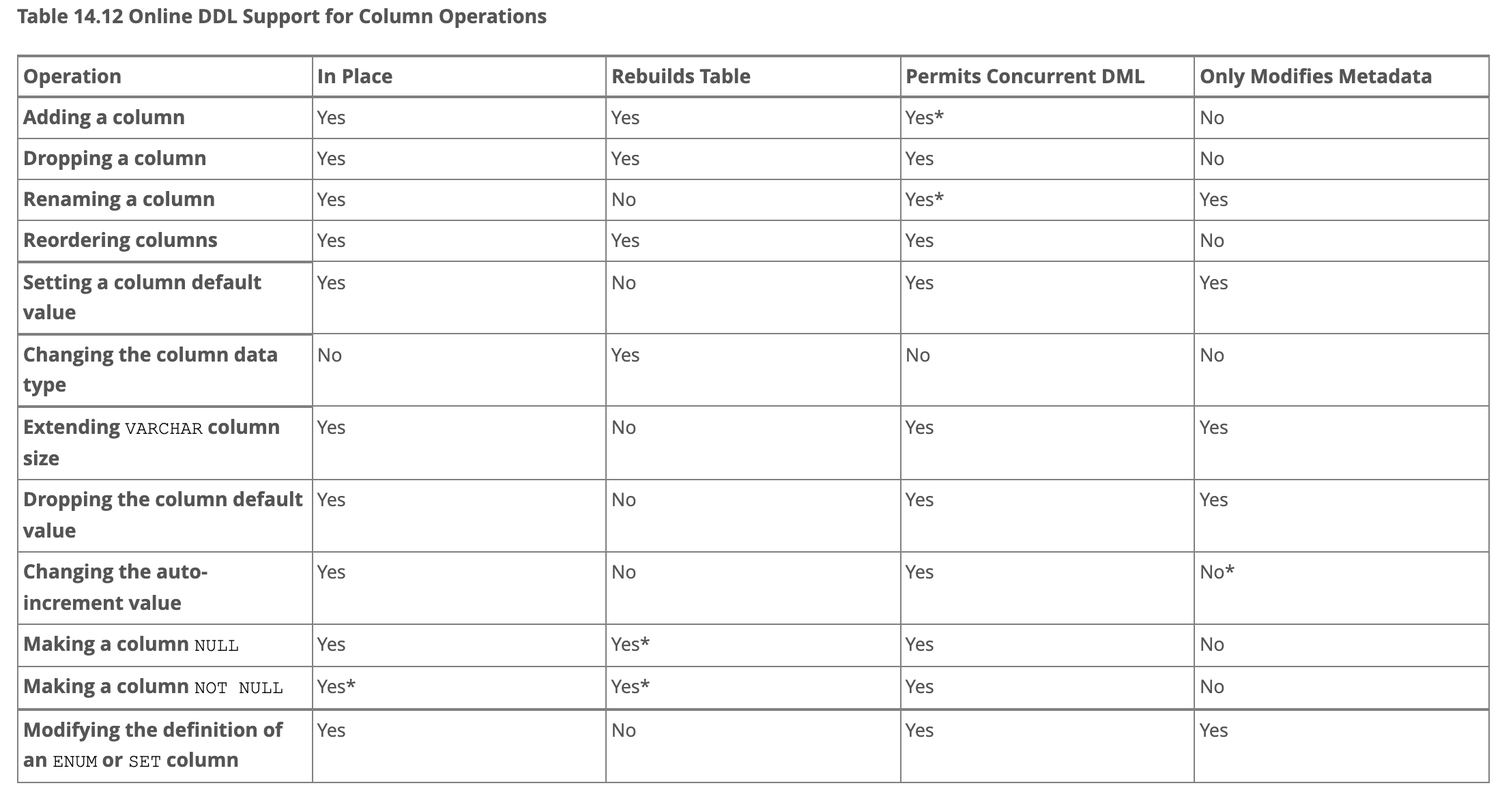 Table 14.12 Online DDL Support for Column Operations
Operation In Place Rebuilds Table Permits Concurrent DML Only Modifies Metadata
Adding a column Yes Yes Yes* No
Dropping a column Yes Yes Yes No
Renaming a column Yes No Yes* Yes
Reordering columns Yes Yes Yes No
Setting a column default Yes No Yes Yes
value
Changing the column data No Yes No No
type
Extending VARCHAR column Yes No Yes Yes
size
Dropping the column default Yes No Yes Yes
value
Changing the auto- Yes No Yes No*
increment value
Making a column NULL Yes Yes* Yes No
Making a column NOT NULL Yes* Yes* Yes No
Modifying the definition of Yes No Yes Yes
an ENUM or SET column